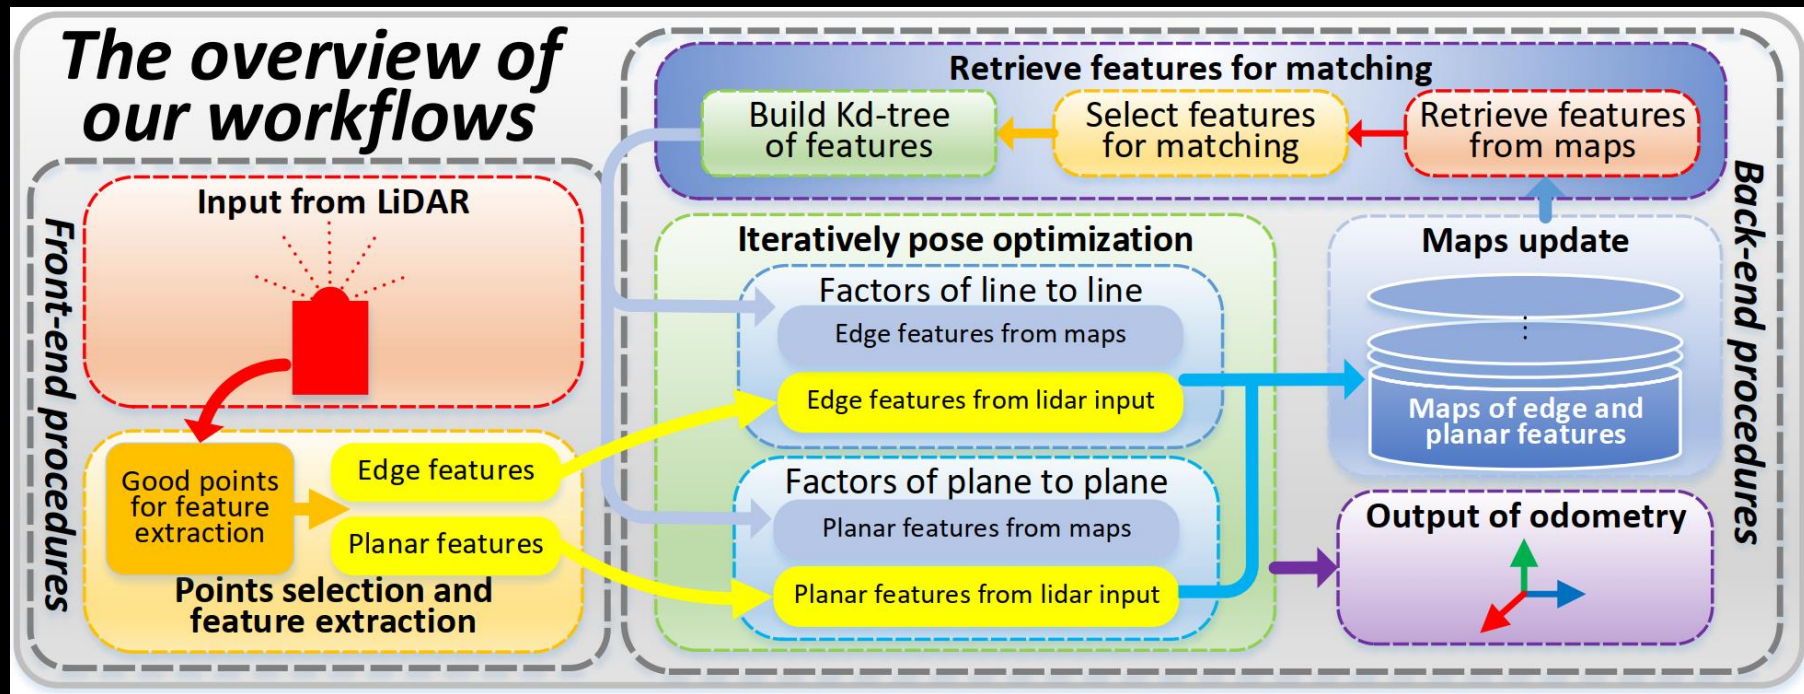 The overview of
our workflows
Front-end procedures
Input from LiDAR
Good points
for feature
extraction
Edge features
Planar features
Points selection and
feature extraction
Back-end procedures
Retrieve features for matching
Build Kd-tree
of features
Select features
for matching
Retrieve features
from maps
Iteratively pose optimization
Factors of line to line
Edge features from maps
Edge features from lidar input
Factors of plane to plane
Planar features from maps
Planar features from lidar input
Maps update
Maps of edge and
planar features
Output of odometry